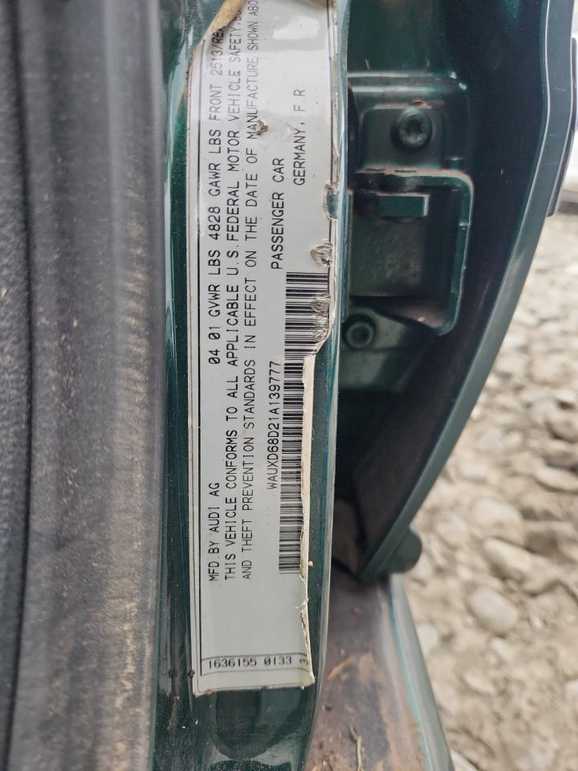 MFD BY AUDI AG 04 01 GVWR LBS 4828 GAWR LBS FRONT 2513/
THIS VEHICLE CONFORMS TO ALL APPLICABLE U.S.FEDERAL MOTOR VEHICLE SAFETY,
AND THEFT PREVENTION STANDARDS IN EFFECT ON THE DATE OF MANUFACTURE SHOWN
WAUXD68D21A139777 PASSENGER CAR GERMANY, F R
1636155 0133